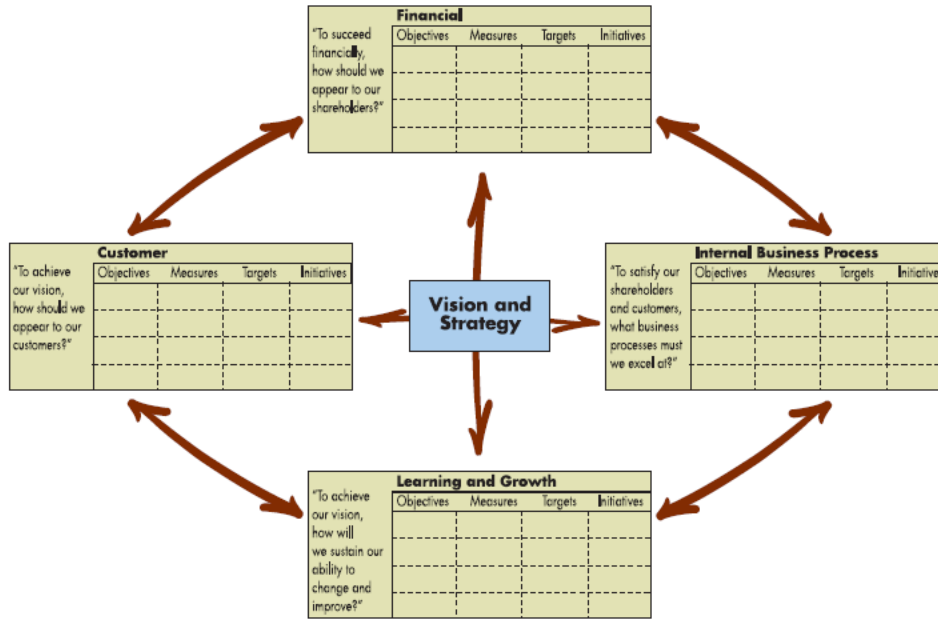 Financial
"To succeed
financially,
how should we
appear to our
shareholders?"
Objectives Measures Targets Initiatives
Customer
"To achieve
our vision,
how should we
appear to our
customers?"
Objectives Measures Targets Initiatives
Vision and
Strategy
Internal Business Process
"To satisfy our
shareholders
and customers,
what business
processes must
we excel at?"
Objectives Measures Targets Initiative
Learning and Growth
"To achieve
our vision,
how will
we sustain our
ability to
change and
improve?"
Objectives Measures Targets Initiatives